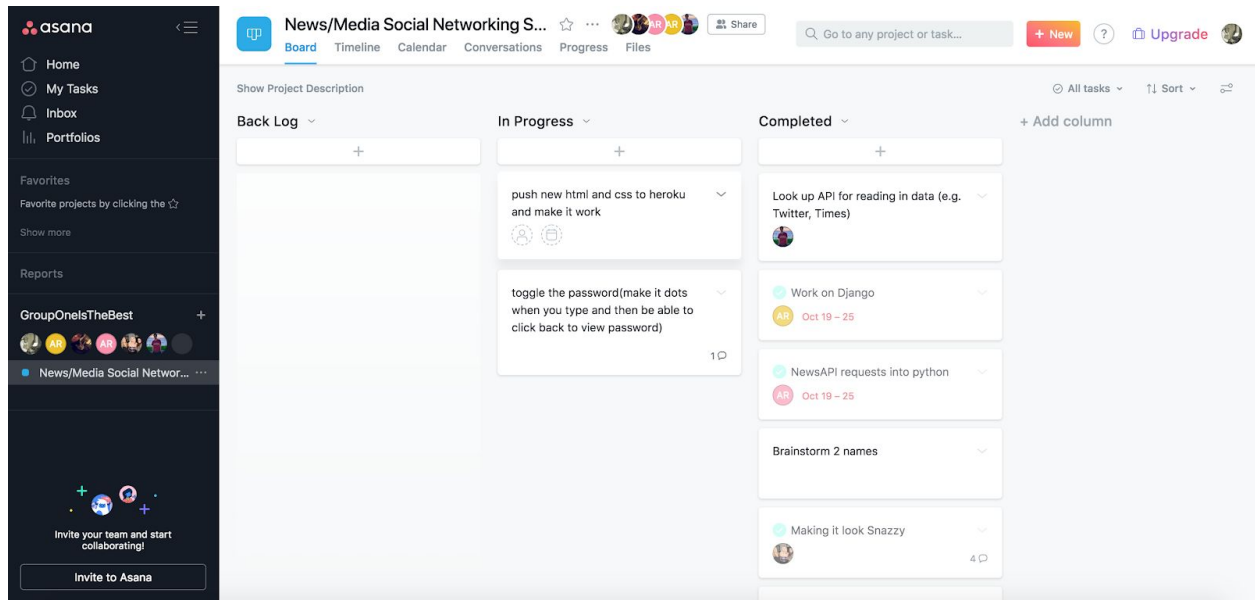 asana
Home
My Tasks
Inbox
Portfolios
Favorites
Favorite projects by clicking the
Show more
Reports
GroupOneIsTheBest +
AR
AR
News/Media Social Networ... ...
Invite your team and start
collaborating!
Invite to Asana
News/Media Social Networking S... ...
AR
AR
Share
Board Timeline Calendar Conversations Progress Files
Go to any project or task...
+ New
?
Upgrade
Show Project Description
All tasks
Sort
Back Log
+
In Progress
+
push new html and css to heroku
and make it work
toggle the password(make it dots
when you type and then be able to
click back to view password)
1
Completed
+
Look up API for reading in data (e.g.
Twitter, Times)
Work on Django
AR Oct 19 – 25
NewsAPI requests into python
AR Oct 19 – 25
Brainstorm 2 names
Making it look Snazzy
4
+ Add column